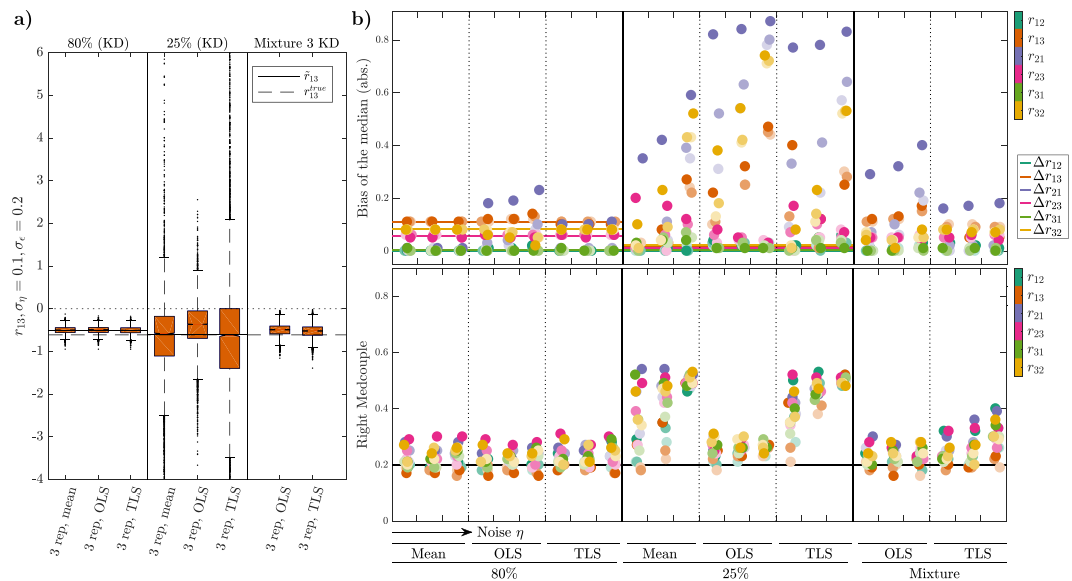 a)
80% (KD)
25% (KD)
Mixture 3 KD
r̃₁₃
r₁₃ᵗʳᵘᵉ
r₁₃, σ_η = 0.1, σ_ϵ = 0.2
6
5
4
3
2
1
0
-1
-2
-3
-4
3 rep, mean
3 rep, OLS
3 rep, TLS
3 rep, mean
3 rep, OLS
3 rep, TLS
3 rep, OLS
3 rep, TLS
b)
Bias of the median (abs.)
0.8
0.6
0.4
0.2
0
r₁₂
r₁₃
r₂₁
r₂₃
r₃₁
r₃₂
Δr₁₂
Δr₁₃
Δr₂₁
Δr₂₃
Δr₃₁
Δr₃₂
Right Medcouple
0.8
0.6
0.4
0.2
0
r₁₂
r₁₃
r₂₁
r₂₃
r₃₁
r₃₂
Noise η
Mean
OLS
TLS
Mean
OLS
TLS
OLS
TLS
80%
25%
Mixture